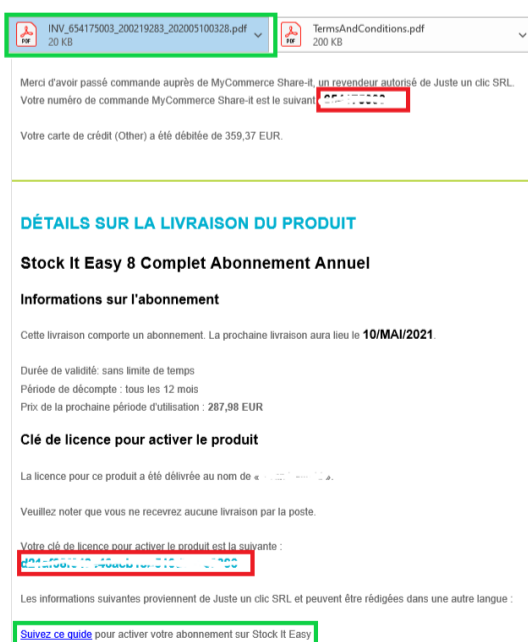 INV_654175003_200219283_202005100328.pdf
20 KB
TermsAndConditions.pdf
200 KB
Merci d'avoir passé commande auprès de MyCommerce Share-it, un revendeur autorisé de Juste un clic SRL.
Votre numéro de commande MyCommerce Share-it est le suivant
Votre carte de crédit (Other) a été débitée de 359,37 EUR.
DÉTAILS SUR LA LIVRAISON DU PRODUIT
Stock It Easy 8 Complet Abonnement Annuel
Informations sur l'abonnement
Cette livraison comporte un abonnement. La prochaine livraison aura lieu le 10/MAI/2021.
Durée de validité: sans limite de temps
Période de décompte : tous les 12 mois
Prix de la prochaine période d'utilisation : 287,98 EUR
Clé de licence pour activer le produit
La licence pour ce produit a été délivrée au nom de «
Veuillez noter que vous ne recevrez aucune livraison par la poste.
Votre clé de licence pour activer le produit est la suivante :
Les informations suivantes proviennent de Juste un clic SRL et peuvent être rédigées dans une autre langue :
Suivez ce guide pour activer votre abonnement sur Stock It Easy